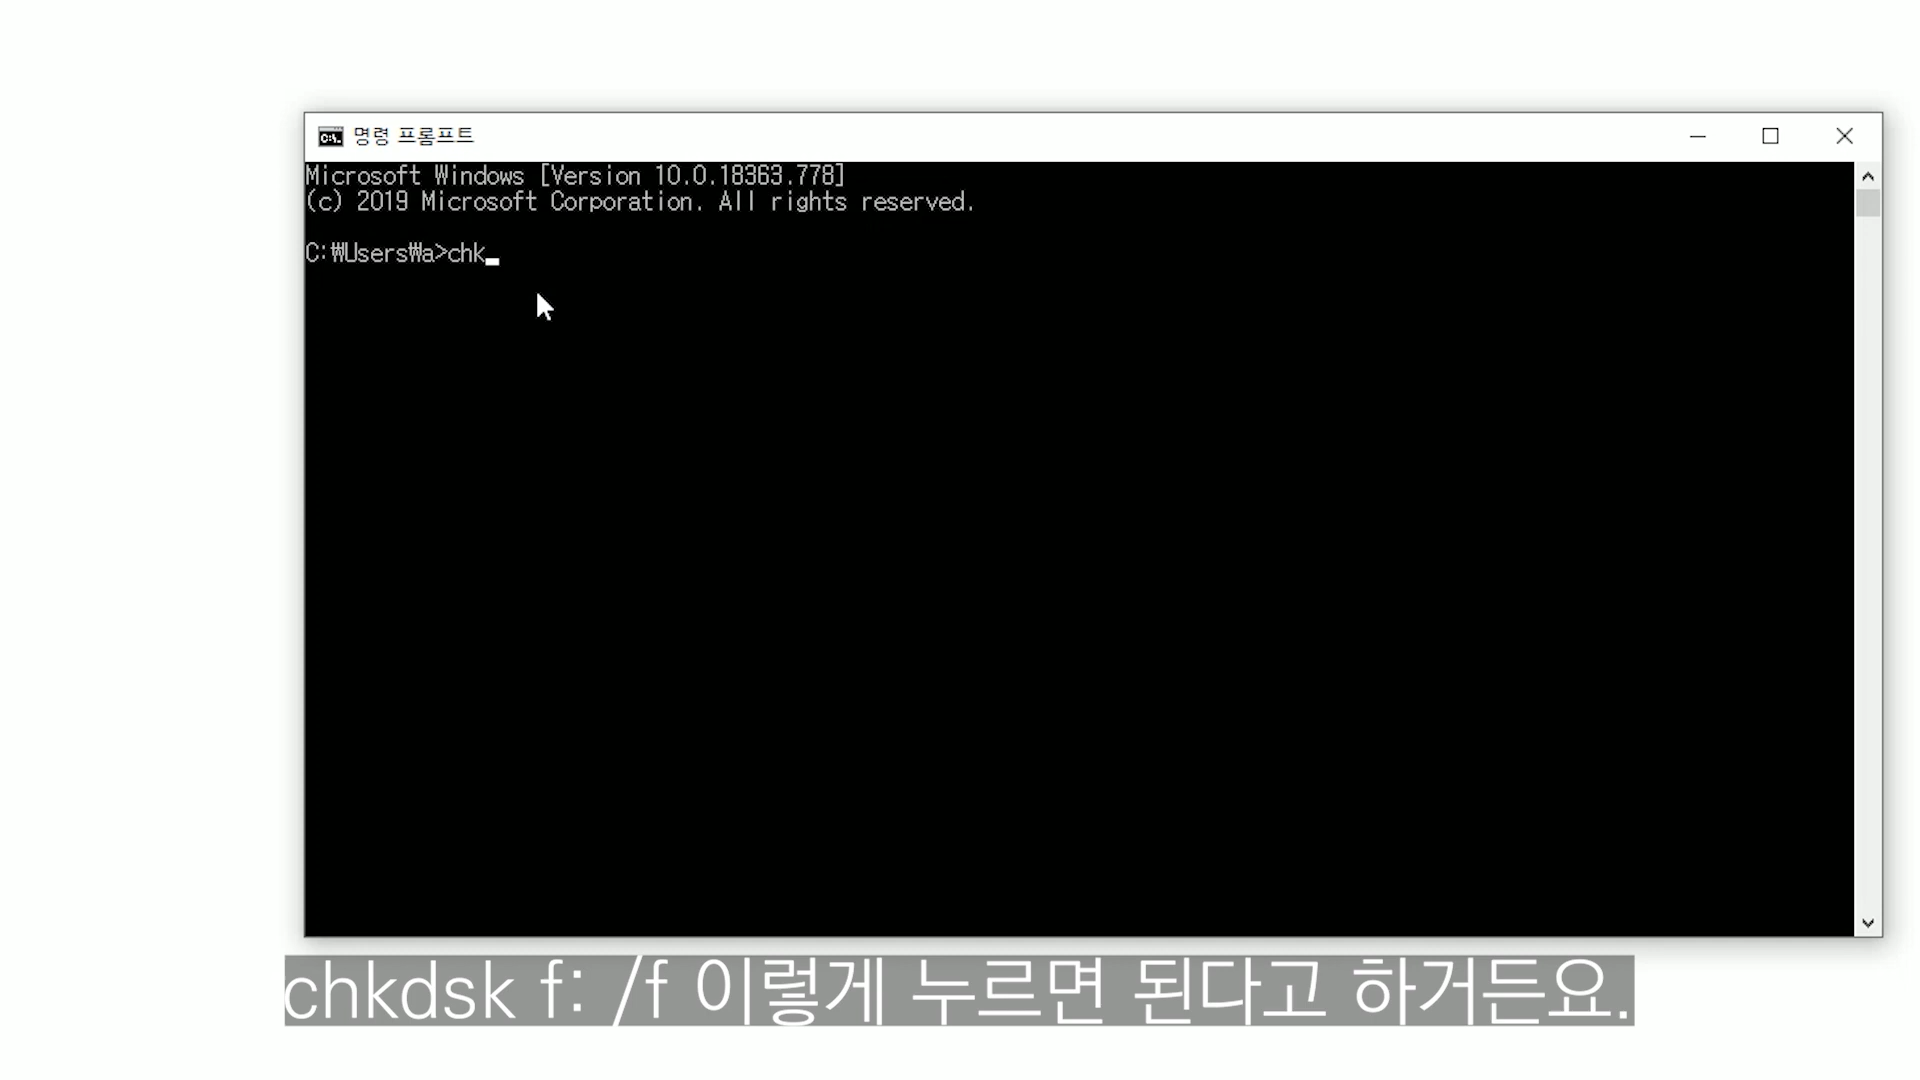 명령 프롬프트
Microsoft Windows [Version 10.0.18363.778]
(c) 2019 Microsoft Corporation. All rights reserved.
C:₩Users₩a>chk
chkdsk f: /f 이렇게 누르면 된다고 하거든요.